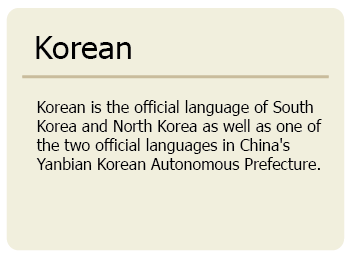 Korean
Korean is the official language of South
Korea and North Korea as well as one of
the two official languages in China's
Yanbian Korean Autonomous Prefecture.